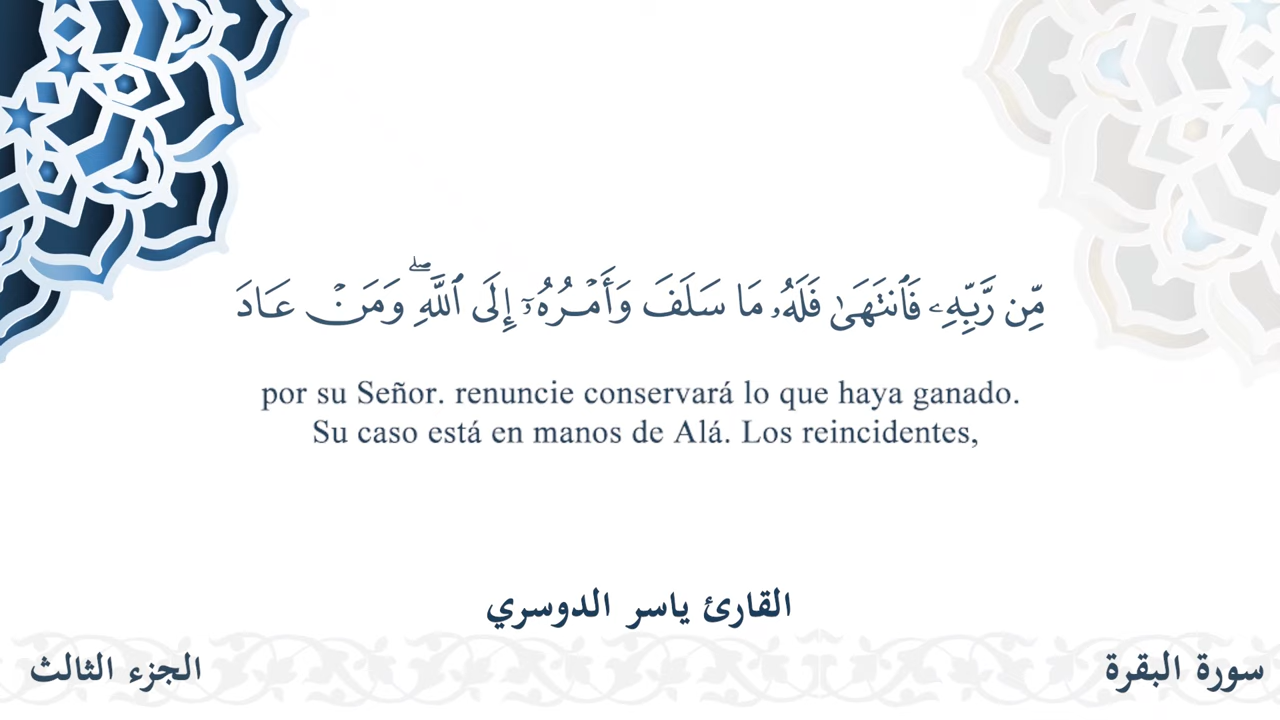 مِّن رَّبِّهِۦ فَٱنتَهَىٰ فَلَهُۥ مَا سَلَفَ وَأَمۡرُهُۥٓ إِلَى ٱللَّهِۖ وَمَنۡ عَادَ
por su Señor. renuncie conservará lo que haya ganado.
Su caso está en manos de Alá. Los reincidentes,
القارئ ياسر الدوسري
سورة البقرة
الجزء الثالث